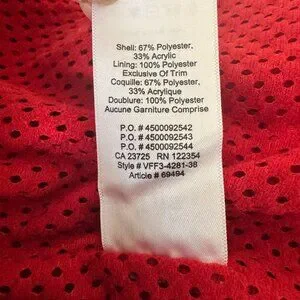 Shell: 67% Polyester,
33% Acrylic
Lining: 100% Polyester
Exclusive Of Trim
Coquille: 67% Polyester,
33% Acrylique
Doublure: 100% Polyester
Aucune Garniture Comprise
P.O. # 4500092542
P.O. # 4500092543
P.O. # 4500092544
CA 23725 RN 122354
Style # VFF3-4281-38
Article # 69494